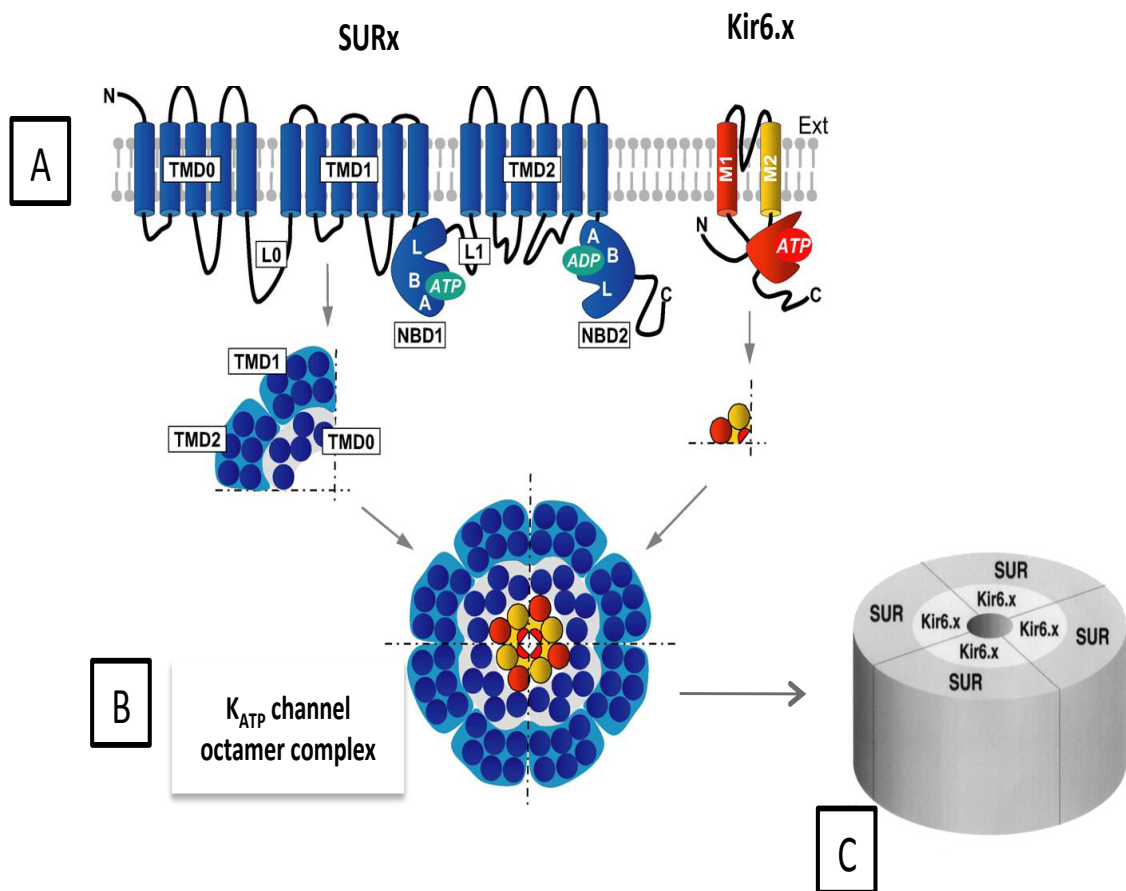 SURx
Kir6.x
A
N
Ext
TMD0
TMD1
TMD2
M1
M2
L0
L
B
A
ATP
L1
A
B
L
ADP
C
N
ATP
C
NBD1
NBD2
TMD1
TMD2
TMD0
B
KATP channel
octamer complex
SUR
Kir6.x
SUR
Kir6.x
Kir6.x
SUR
Kir6.x
SUR
C